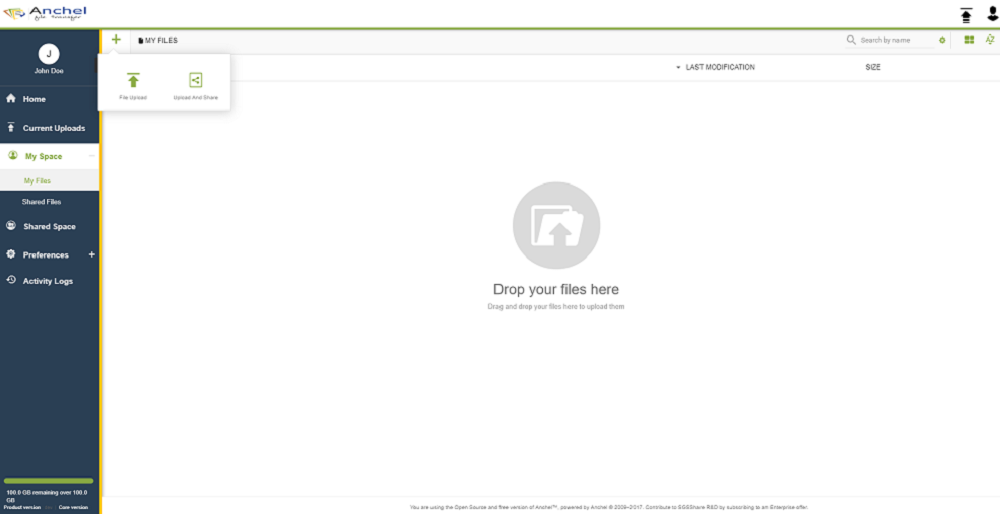 Anchel
file manager
J
John Doe
Home
Current Uploads
My Space
My Files
Shared Files
Shared Space
Preferences
Activity Logs
100.0 GB remaining over 100.0
GB
Product version
Core version
MY FILES
Search by name
File Upload
Upload And Share
LAST MODIFICATION
SIZE
Drop your files here
Drag and drop your files here to upload them
You are using the Open Source and free version of Anchel™, powered by Anchel © 2009–2017. Contribute to SGSShare R&D by subscribing to an Enterprise offer.